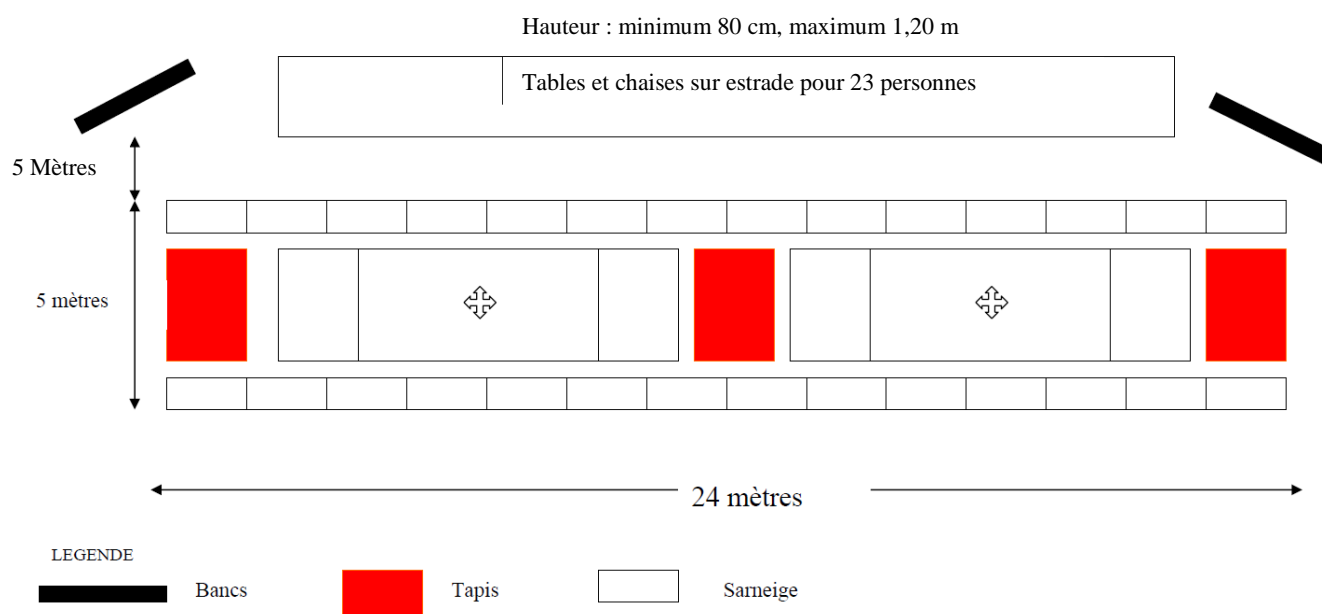 Hauteur : minimum 80 cm, maximum 1,20 m
Tables et chaises sur estrade pour 23 personnes
5 Mètres
5 mètres
24 mètres
LEGENDE
Bancs
Tapis
Sarneige